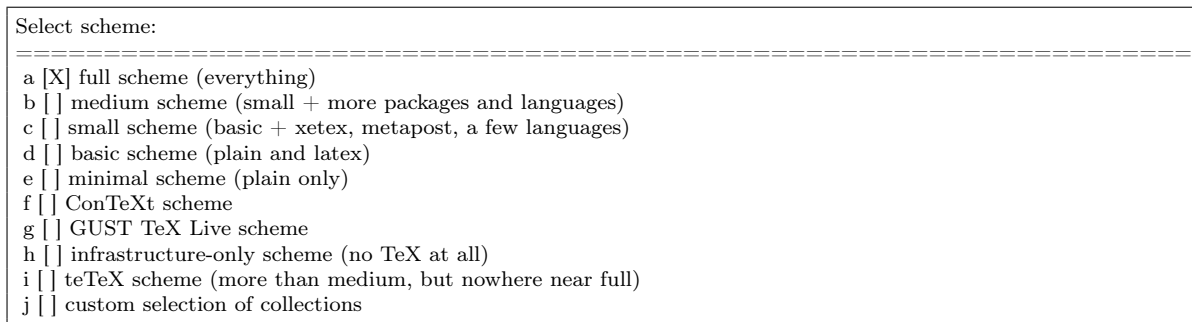 Select scheme:
===================================================================
a [X] full scheme (everything)
b [ ] medium scheme (small + more packages and languages)
c [ ] small scheme (basic + xetex, metapost, a few languages)
d [ ] basic scheme (plain and latex)
e [ ] minimal scheme (plain only)
f [ ] ConTeXt scheme
g [ ] GUST TeX Live scheme
h [ ] infrastructure-only scheme (no TeX at all)
i [ ] teTeX scheme (more than medium, but nowhere near full)
j [ ] custom selection of collections